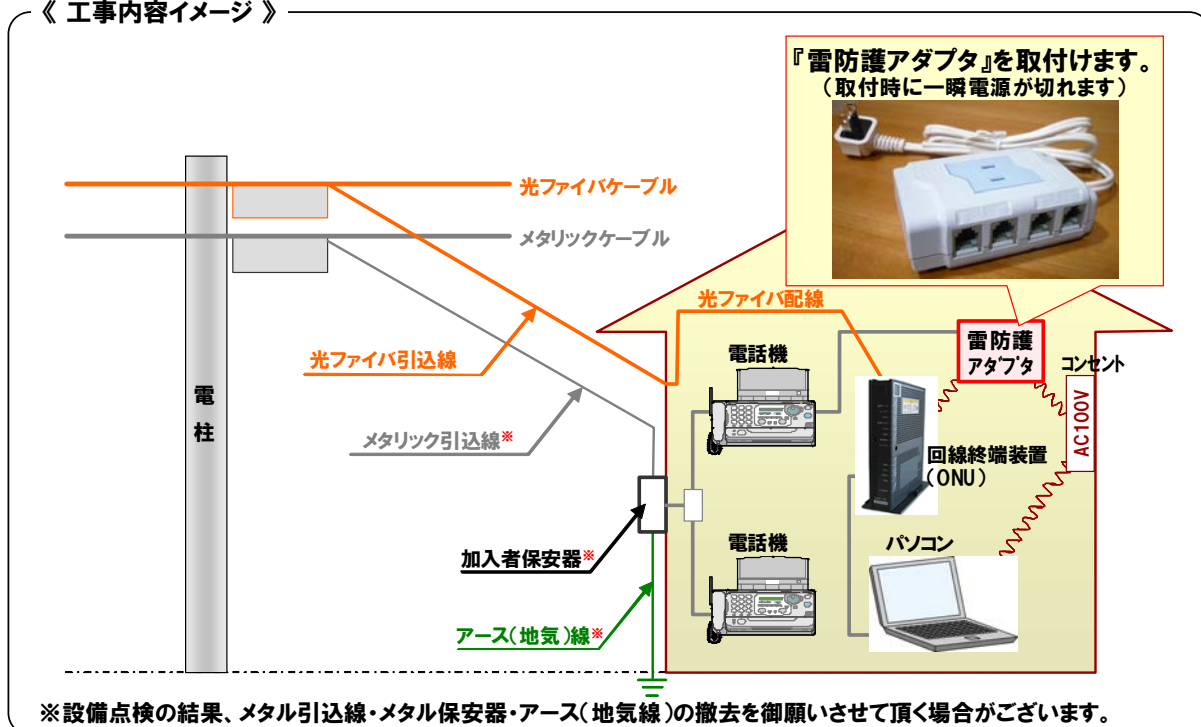 《 工事内容イメージ 》
『雷防護アダプタ』を取付けます。
(取付時に一瞬電源が切れます)
光ファイバケーブル
メタリックケーブル
光ファイバ配線
光ファイバ引込線
電話機
雷防護
アダプタ
コンセント
AC100V
電柱
メタリック引込線※
回線終端装置
(ONU)
加入者保安器※
電話機
パソコン
アース(地気)線※
※設備点検の結果、メタル引込線・メタル保安器・アース(地気線)の撤去を御願いさせて頂く場合がございます。